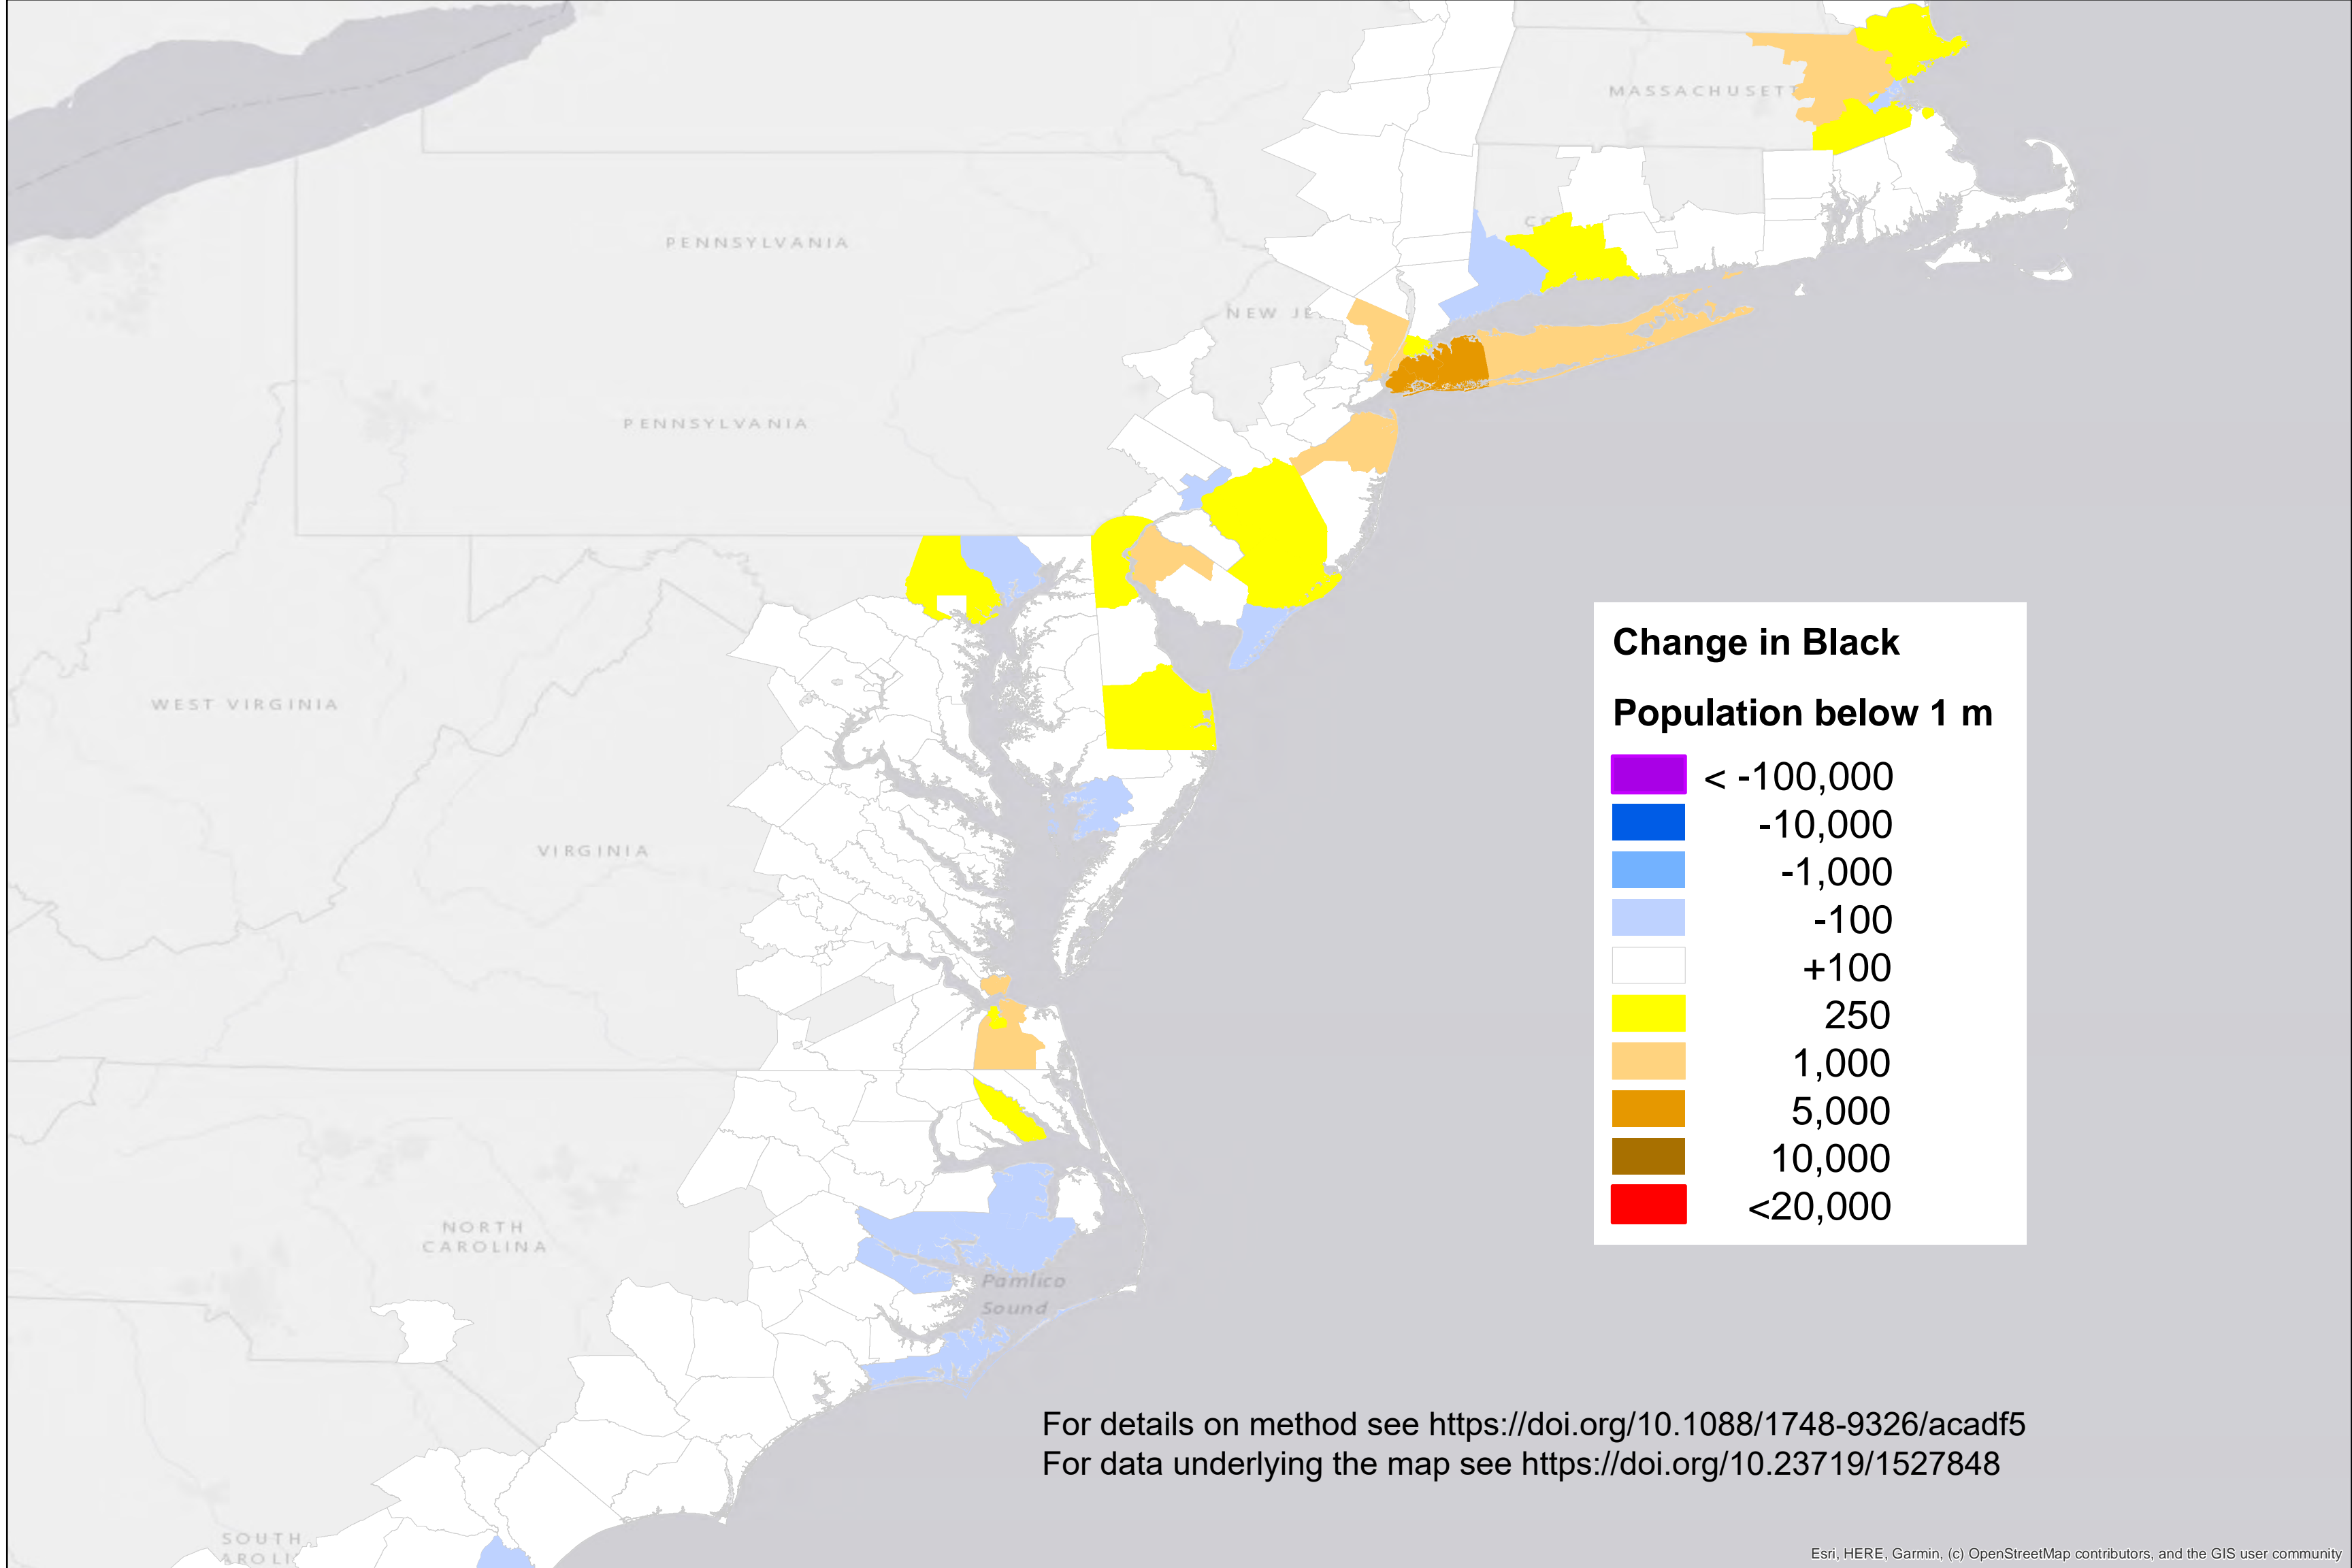 MASSACHUSETT
PENNSYLVANIA
NEW JE
PENNSYLVANIA
WEST VIRGINIA
VIRGINIA
NORTH
CAROLINA
Pamlico
Sound
SOUTH
Change in Black
Population below 1 m
< -100,000
-10,000
-1,000
-100
+100
250
1,000
5,000
10,000
<20,000
For details on method see https://doi.org/10.1088/1748-9326/acadf5
For data underlying the map see https://doi.org/10.23719/1527848
Esri, HERE, Garmin, (c) OpenStreetMap contributors, and the GIS user community